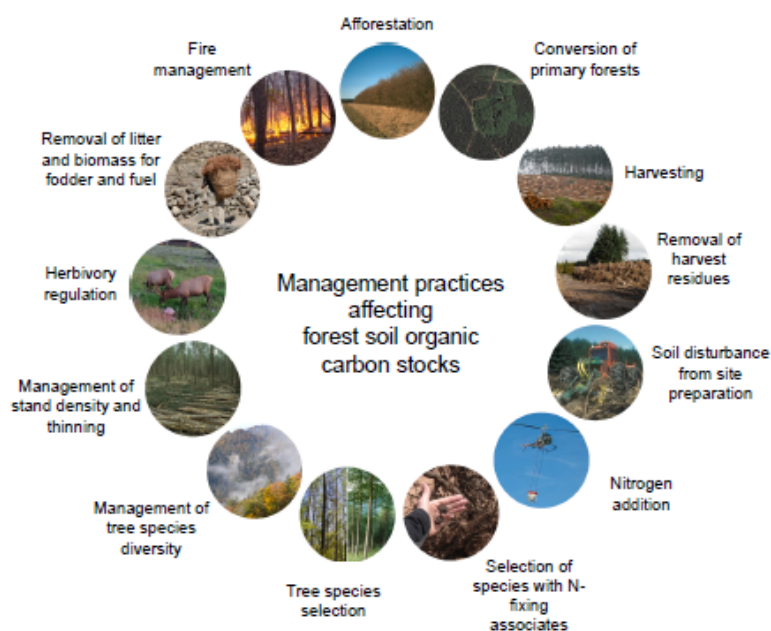 Afforestation
Conversion of
primary forests
Harvesting
Removal of
harvest
residues
Soil disturbance
from site
preparation
Nitrogen
addition
Selection of
species with N-
fixing
associates
Tree species
selection
Management of
tree species
diversity
Management of
stand density and
thinning
Herbivory
regulation
Removal of litter
and biomass for
fodder and fuel
Fire
management
Management practices
affecting
forest soil organic
carbon stocks